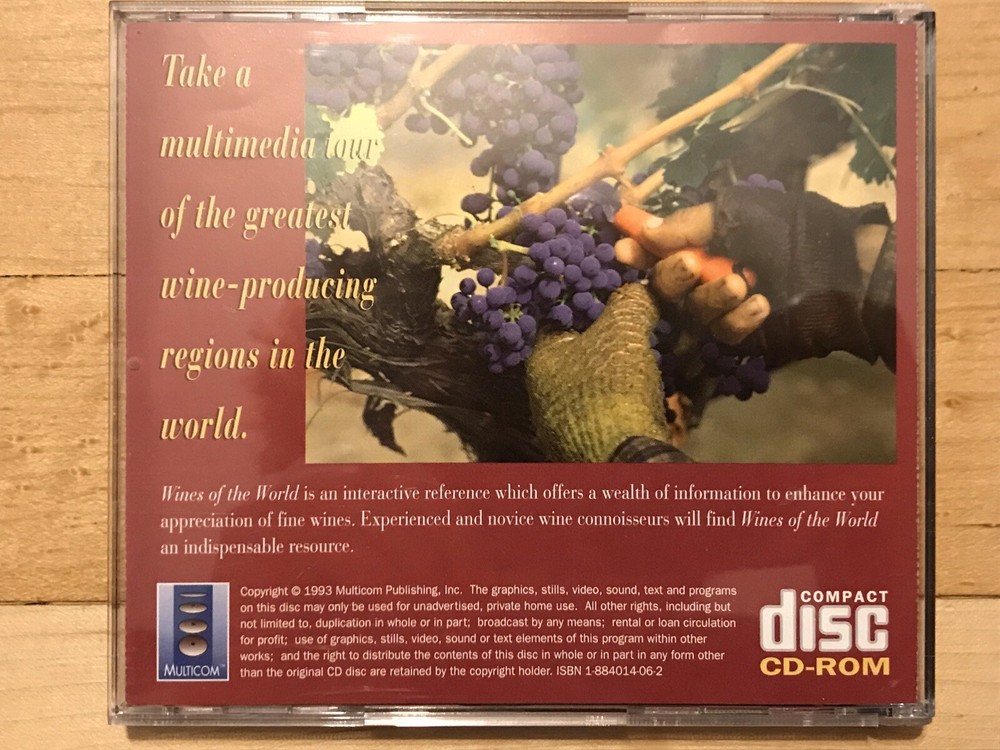 Take a
multimedia tour
of the greatest
wine-producing
regions in the
world.
Wines of the World is an interactive reference which offers a wealth of information to enhance your
appreciation of fine wines. Experienced and novice wine connoisseurs will find Wines of the World
an indispensable resource.
Copyright © 1993 Multicom Publishing, Inc. The graphics, stills, video, sound, text and programs
on this disc may only be used for unadvertised, private home use. All other rights, including but
not limited to, duplication in whole or in part; broadcast by any means; rental or loan circulation
for profit; use of graphics, stills, video, sound or text elements of this program within other
works; and the right to distribute the contents of this disc in whole or in part in any form other
than the original CD disc are retained by the copyright holder. ISBN 1-884014-06-2
MULTICOM™
COMPACT
disc
CD-ROM